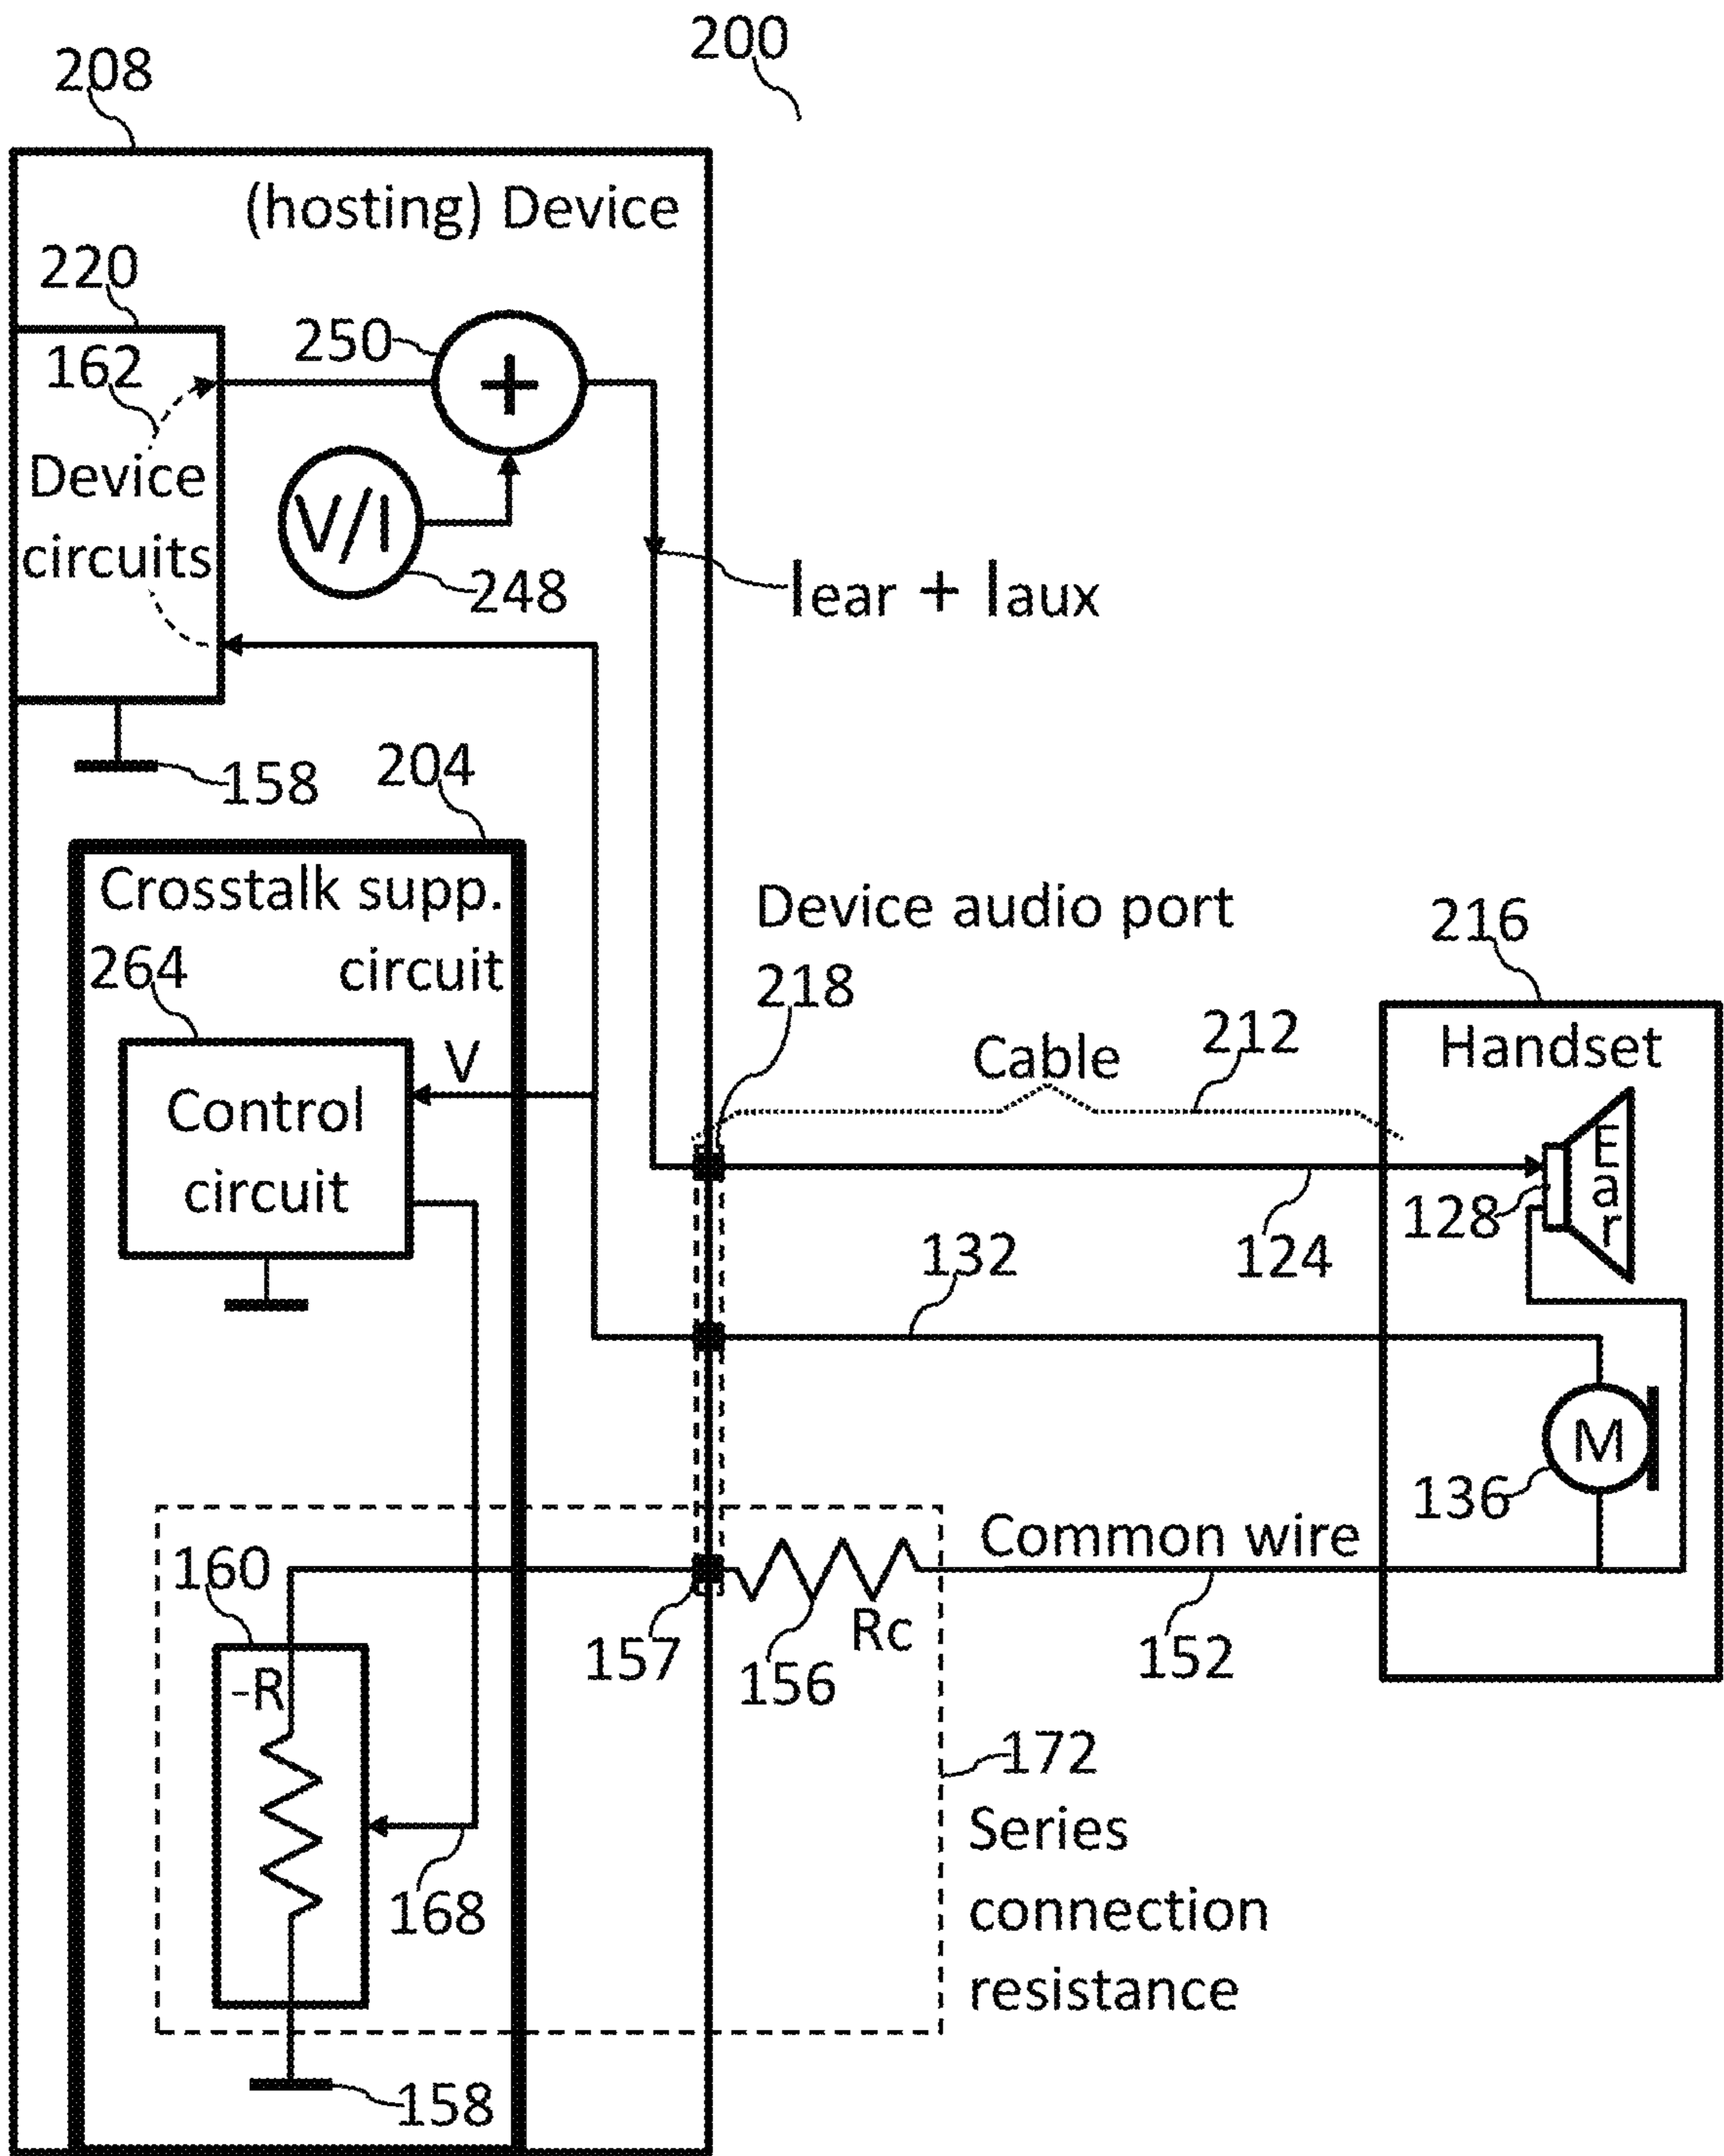 200
208
(hosting) Device
220
162
250
+
Device
circuits
V/I
248
Iear + Iaux
158
204
Crosstalk supp.
circuit
264
V
Control
circuit
Device audio port
218
216
Cable
212
Handset
Ear
128
124
132
M
136
Common wire
160
-R
157
156
Rc
152
172
Series
connection
resistance
168
158